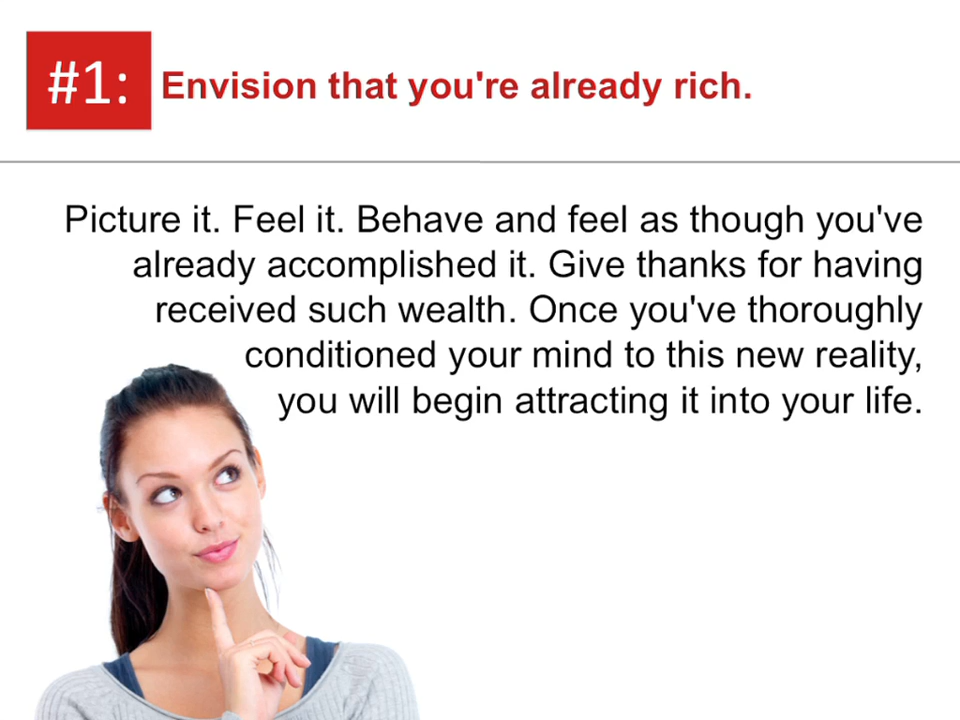 #1: Envision that you're already rich.
Picture it. Feel it. Behave and feel as though you've
already accomplished it. Give thanks for having
received such wealth. Once you've thoroughly
conditioned your mind to this new reality,
you will begin attracting it into your life.